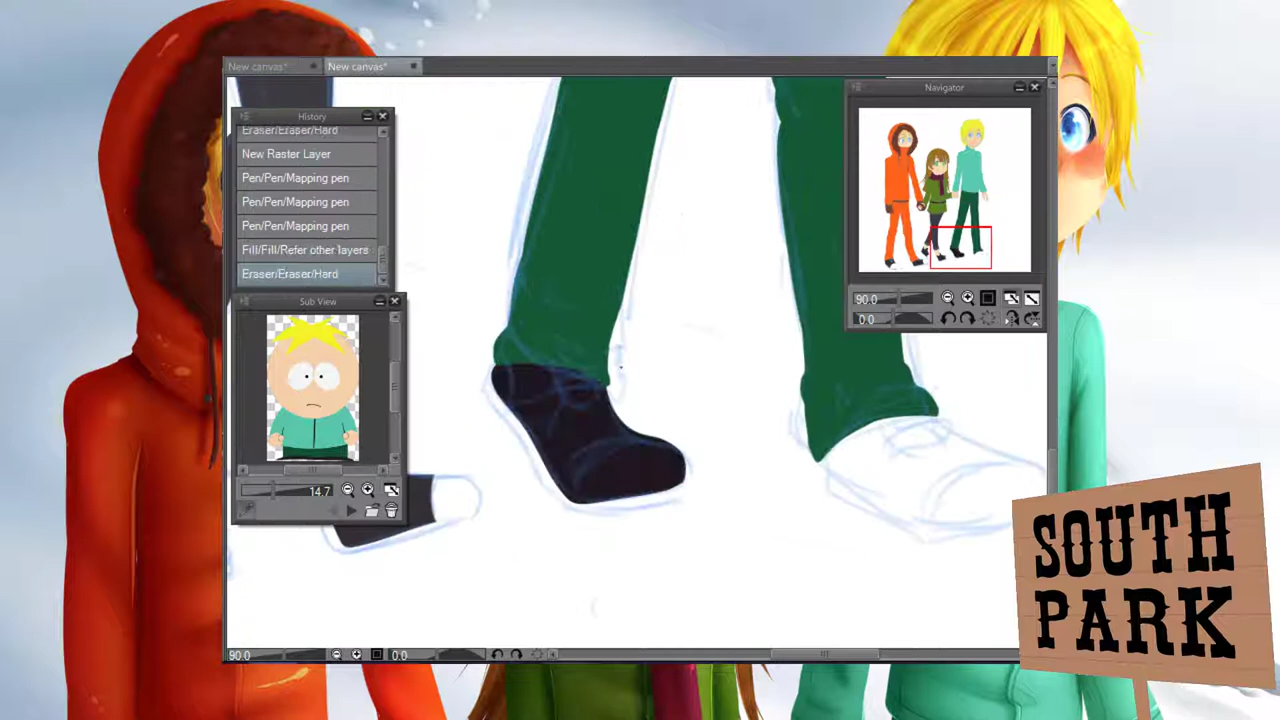 New canvas*
New canvas*
History
Eraser/Eraser/Hard
New Raster Layer
Pen/Pen/Mapping pen
Pen/Pen/Mapping pen
Pen/Pen/Mapping pen
Fill/Fill/Refer other layers
Eraser/Eraser/Hard
Sub View
14.7
Navigator
90.0
0.0
90.0
0.0
SOUTH
PARK